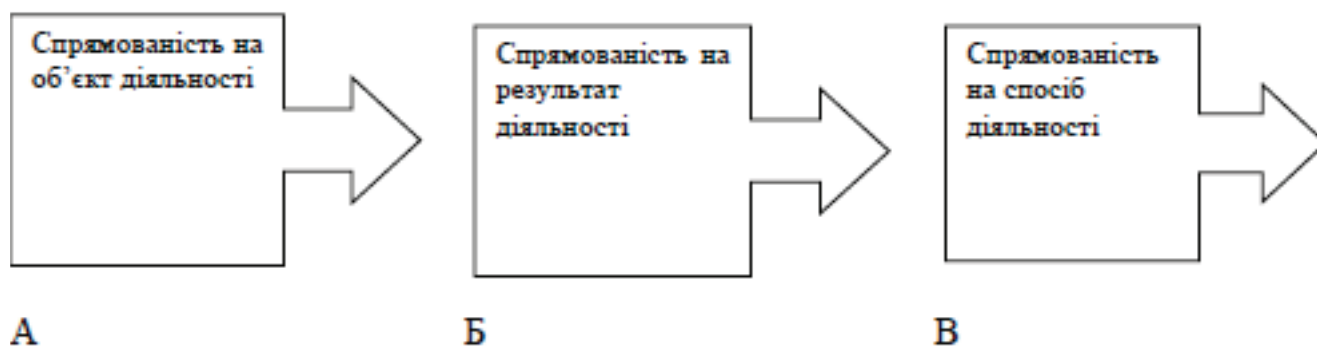 Спрямованість на
об’єкт діяльності
Спрямованість на
результат
діяльності
Спрямованість
на спосіб
діяльності
А
Б
В